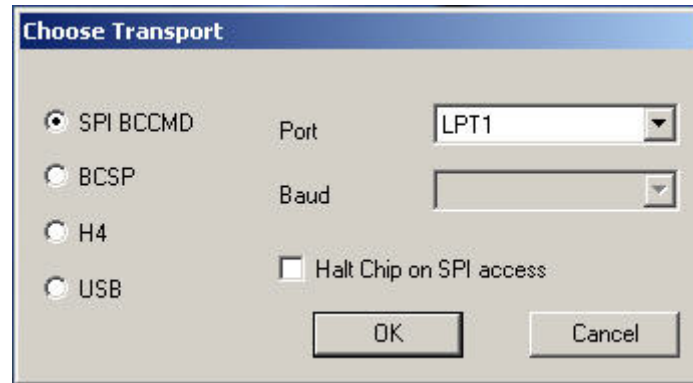 Choose Transport
SPI BCCMD
Port
LPT1
BCSP
Baud
H4
Halt Chip on SPI access
USB
OK
Cancel